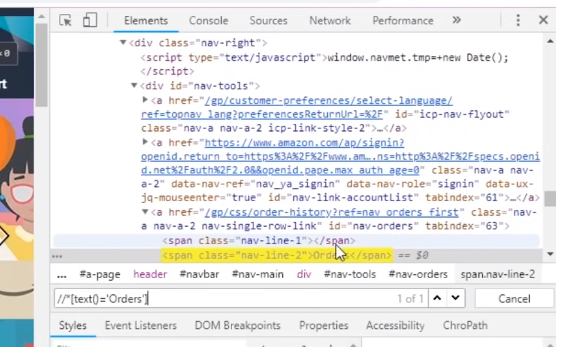 Elements Console Sources Network Performance »
<div class="nav-right">
<script type="text/javascript">window.navmet.tmp=+new Date();
</script>
<div id="nav-tools">
<a href="/gp/customer-preferences/select-language/
ref=topnav_lang?preferencesReturnUrl=%2F" id="icp-nav-flyout"
class="nav-a nav-a-2 icp-link-style-2">…</a>
<a href="https://www.amazon.com/ap/signin?
openid.return_to=https%3A%2F%2Fwww.am…ns=http%3A%2F%2Fspecs.openi
d.net%2Fauth%2F2.0&openid.pape.max_auth_age=0" class="nav-a nav-
a-2" data-nav-ref="nav_ya_signin" data-nav-role="signin" data-ux-
jq-mouseenter="true" id="nav-link-accountList" tabindex="61">…</a>
<a href="/gp/css/order-history?ref=nav_orders_first" class="nav-
a nav-a-2 nav-single-row-link" id="nav-orders" tabindex="63">
<span class="nav-line-1"></span>
<span class="nav-line-2">Orders</span> == $0
... #a-page header #navbar #nav-main div #nav-tools #nav-orders span.nav-line-2
//*[text()='Orders'] 1 of 1 Cancel
Styles Event Listeners DOM Breakpoints Properties Accessibility ChroPath